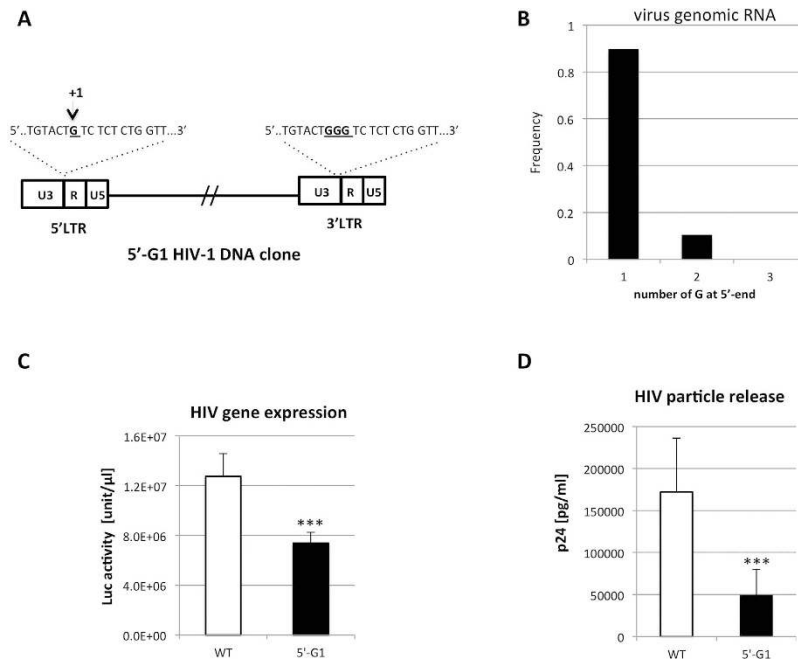 A
+1
5’..TGTACTG TC TCT CTG GTT...3’
5’..TGTACTGGG TC TCT CTG GTT...3’
U3 R U5
U3 R U5
5’LTR
3’LTR
5’-G1 HIV-1 DNA clone
B
virus genomic RNA
Frequency
1
0.8
0.6
0.4
0.2
0
1 2 3
number of G at 5’-end
C
HIV gene expression
Luc activity [unit/µl]
1.6E+07
1.2E+07
8.0E+06
4.0E+06
0.0E+00
***
WT 5'-G1
D
HIV particle release
p24 [pg/ml]
250000
200000
150000
100000
50000
0
***
WT 5'-G1